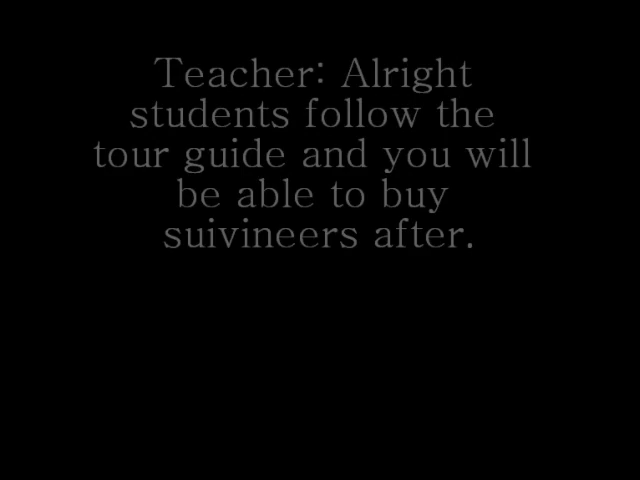 Teacher: Alright
students follow the
tour guide and you will
be able to buy
suivineers after.